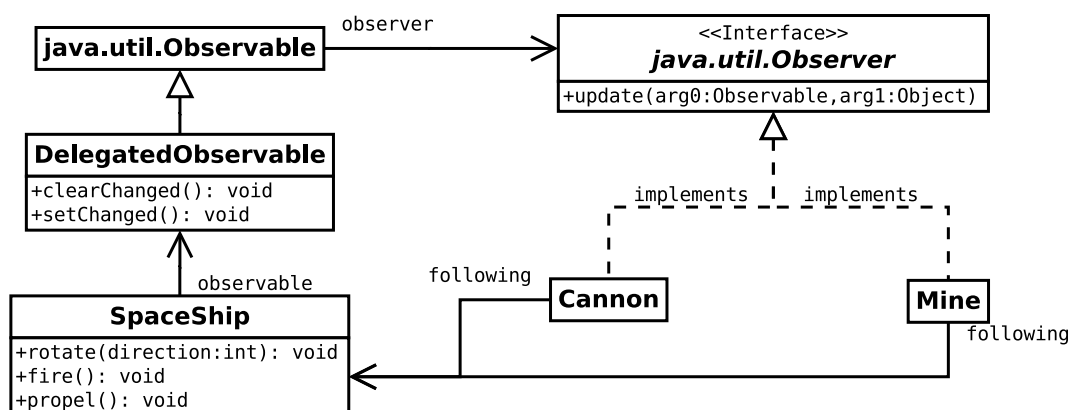 observer
java.util.Observable
<<Interface>>
java.util.Observer
+update(arg0:Observable,arg1:Object)
DelegatedObservable
+clearChanged(): void
+setChanged(): void
implements
implements
observable
following
Cannon
Mine
following
SpaceShip
+rotate(direction:int): void
+fire(): void
+propel(): void